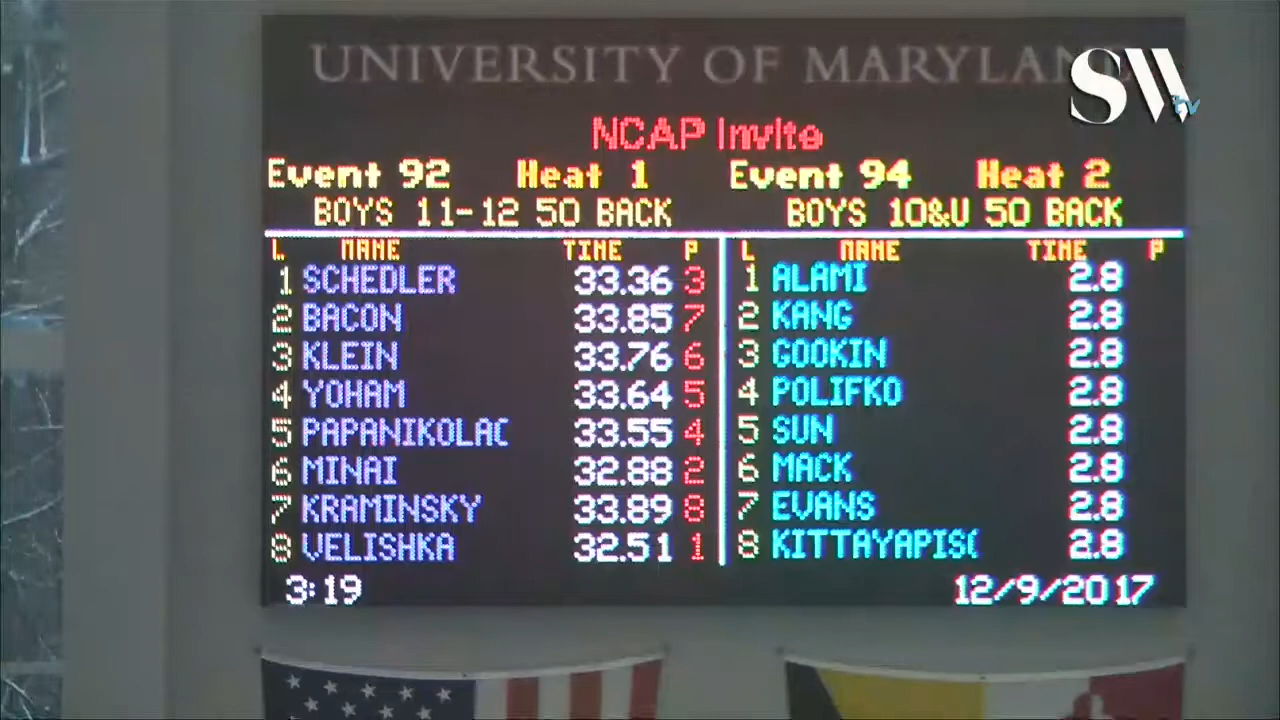 UNIVERSITY OF MARYLAND
SW
tv
NCAP Invite
Event 92 Heat 1 Event 94 Heat 2
BOYS 11-12 50 BACK BOYS 10&U 50 BACK
L NAME TIME P L NAME TIME P
1 SCHEDLER 33.36 3 1 ALAMI 2.8
2 BACON 33.85 7 2 KANG 2.8
3 KLEIN 33.76 6 3 GOOKIN 2.8
4 YOHAM 33.64 5 4 POLIFKO 2.8
5 PAPANIKOLAO 33.55 4 5 SUN 2.8
6 MINAI 32.88 2 6 MACK 2.8
7 KRAMINSKY 33.89 8 7 EVANS 2.8
8 VELISHKA 32.51 1 8 KITTAYAPISO 2.8
3:19 12/9/2017